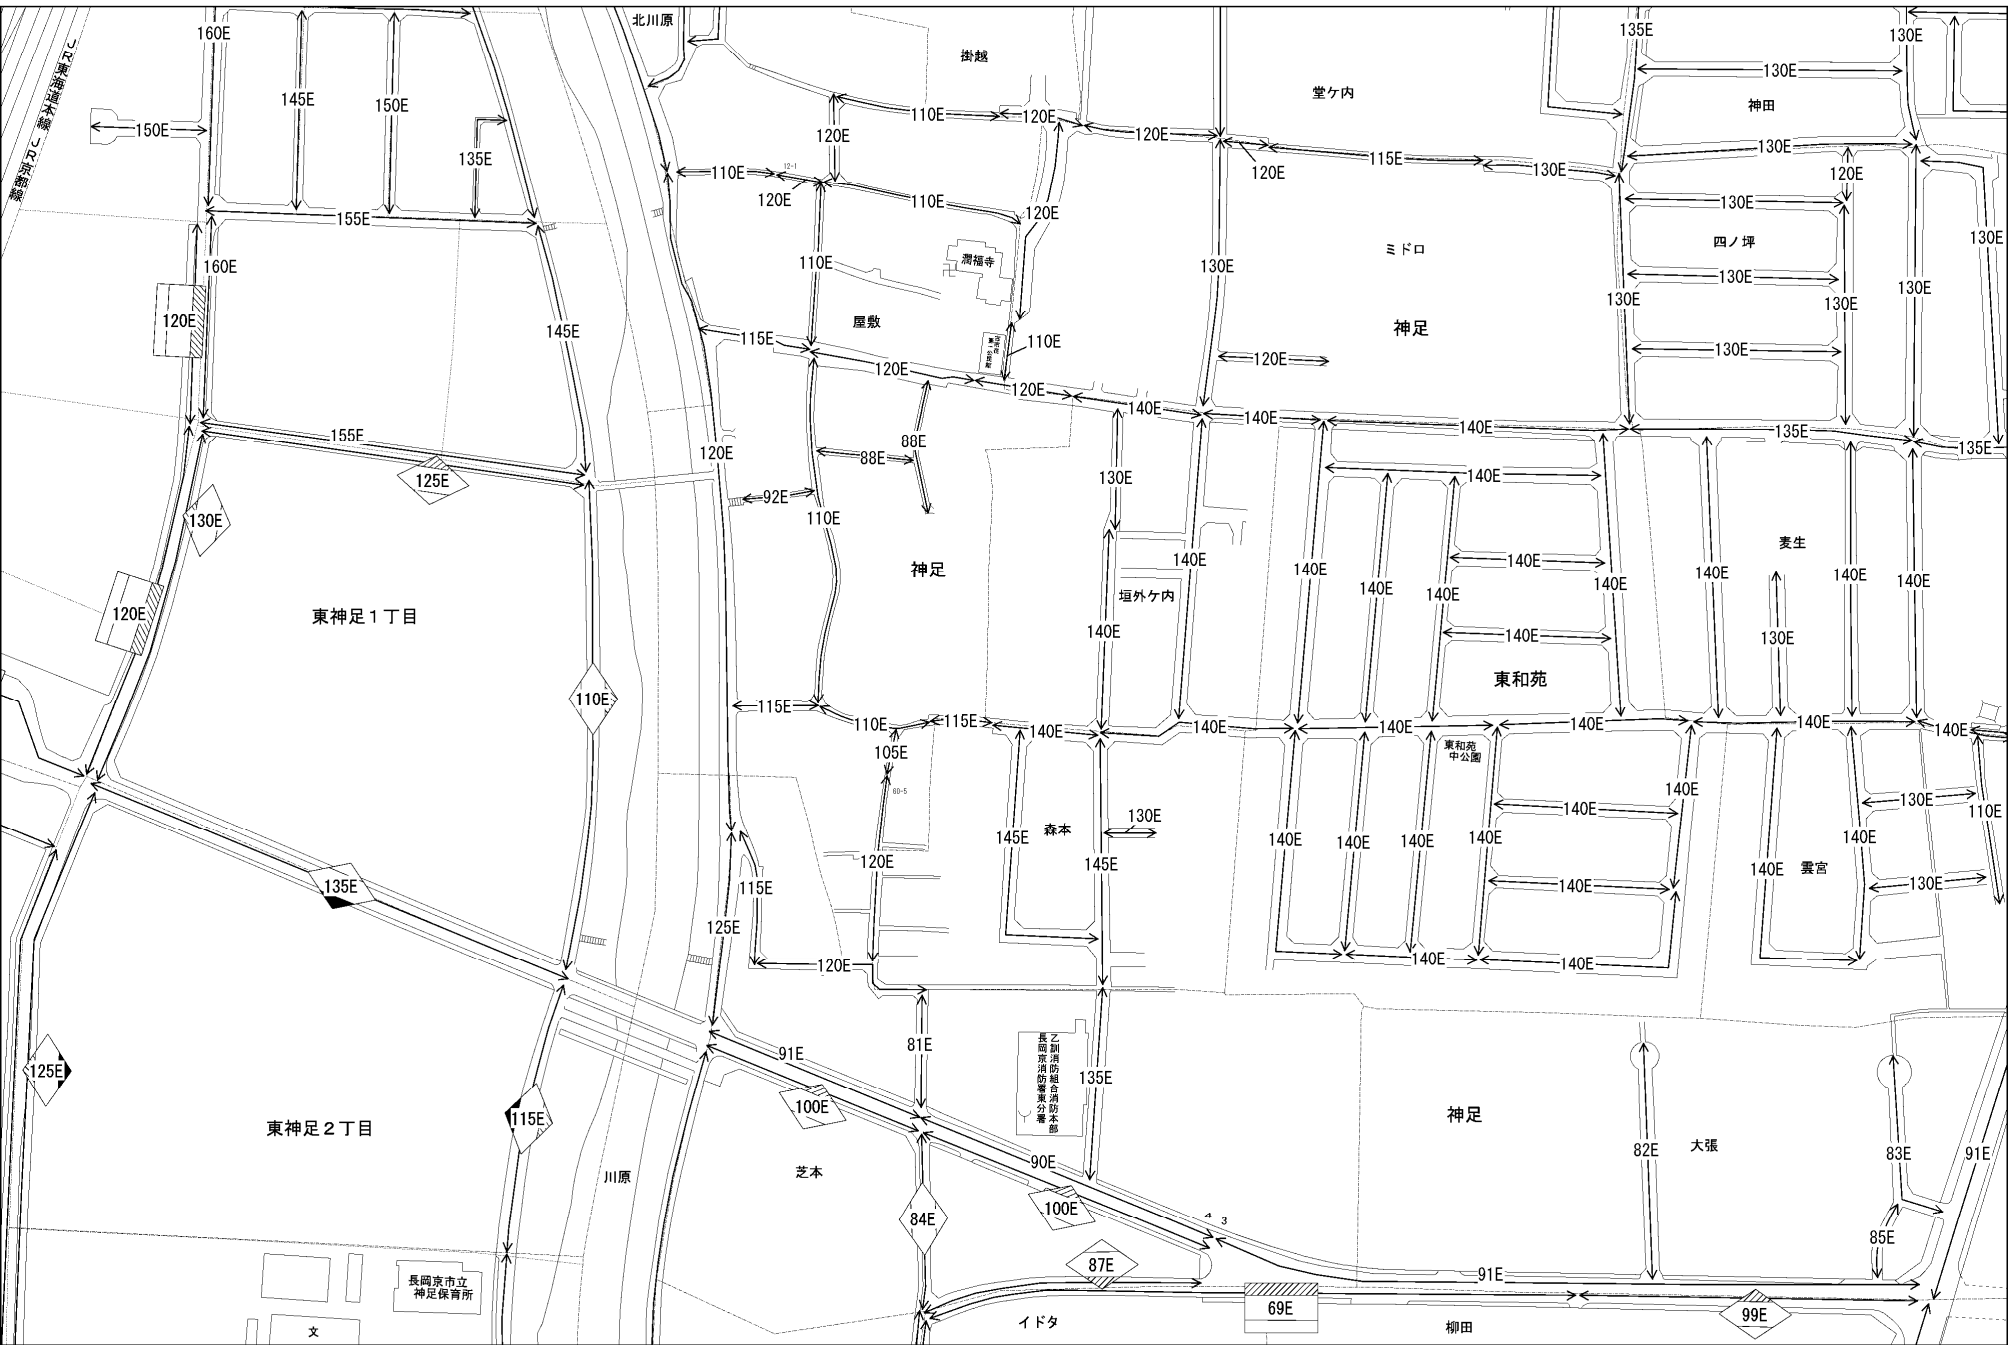 160E
北川原
掛越
135E
130E
130E
JR東海道本線 JR京都線
145E
150E
堂ケ内
神田
110E
120E
150E
120E
120E
135E
120E
115E
130E
130E
120E
12-1
110E
120E
130E
120E
110E
120E
130E
155E
130E
160E
110E
潤福寺
ミドロ
四ノ坪
130E
130E
130E
130E
130E
120E
145E
屋敷
神足
115E
110E
120E
120E
130E
120E
140E
140E
140E
135E
135E
155E
88E
88E
120E
125E
130E
140E
92E
110E
130E
麦生
140E
140E
神足
140E
140E
140E
140E
140E
140E
140E
垣外ケ内
120E
東神足1丁目
140E
140E
130E
110E
東和苑
115E
110E
115E
140E
140E
140E
140E
140E
140E
105E
東和苑
中公園
60-5
140E
130E
140E
110E
130E
森本
145E
145E
120E
140E
140E
140E
140E
140E
140E
雲宮
140E
130E
135E
115E
125E
120E
140E
140E
91E
81E
乙訓消防組合消防本部
長岡京消防署東分署
125E
135E
100E
115E
東神足2丁目
神足
大張
82E
83E
91E
90E
芝本
川原
100E
84E
3
85E
87E
91E
長岡京市立
神足保育所
69E
99E
文
イドタ
柳田